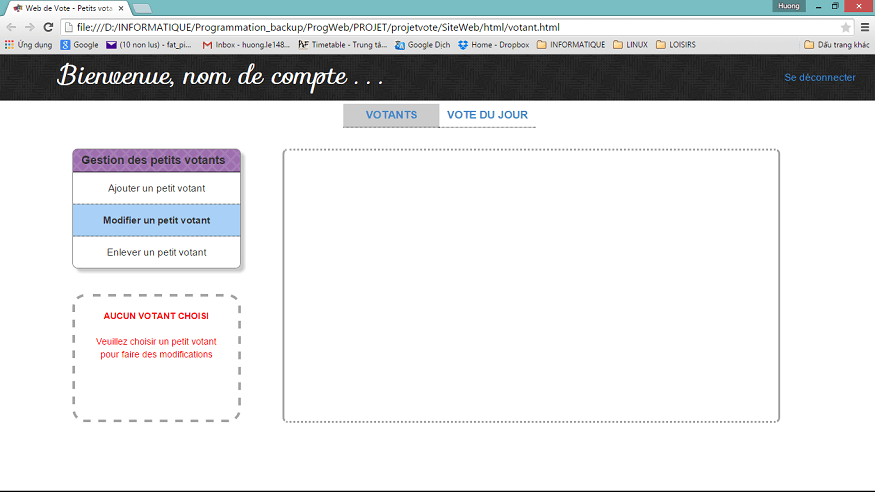 Web de Vote - Petits vota
Huong
file:///D:/INFORMATIQUE/Programmation_backup/ProgWeb/PROJET/projetvote/SiteWeb/html/votant.html
Ứng dụng Google (10 non lus) - fat_pi... Inbox - huong.le148... Timetable - Trung tâ... Google Dịch Home - Dropbox INFORMATIQUE LINUX LOISIRS Dấu trang khác
Bienvenue, nom de compte . . .
Se déconnecter
VOTANTS VOTE DU JOUR
Gestion des petits votants
Ajouter un petit votant
Modifier un petit votant
Enlever un petit votant
AUCUN VOTANT CHOISI
Veuillez choisir un petit votant
pour faire des modifications